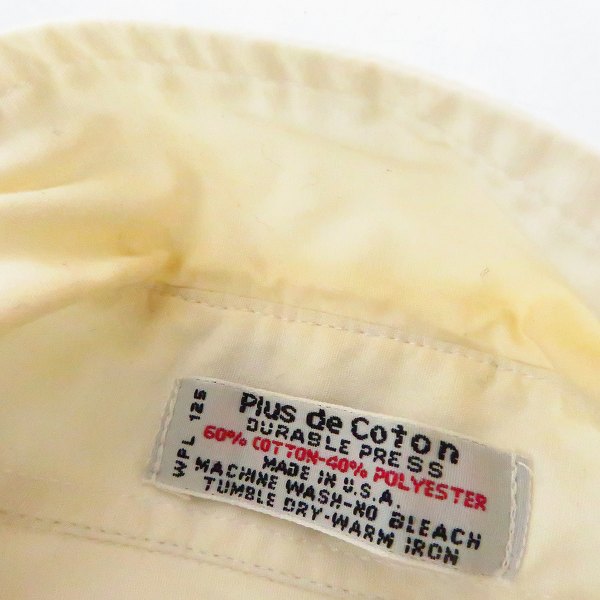 Plus de Coton
DURABLE PRESS
60% COTTON-40% POLYESTER
MADE IN U.S.A.
MACHINE WASH-NO BLEACH
TUMBLE DRY-WARM IRON
WPL 125